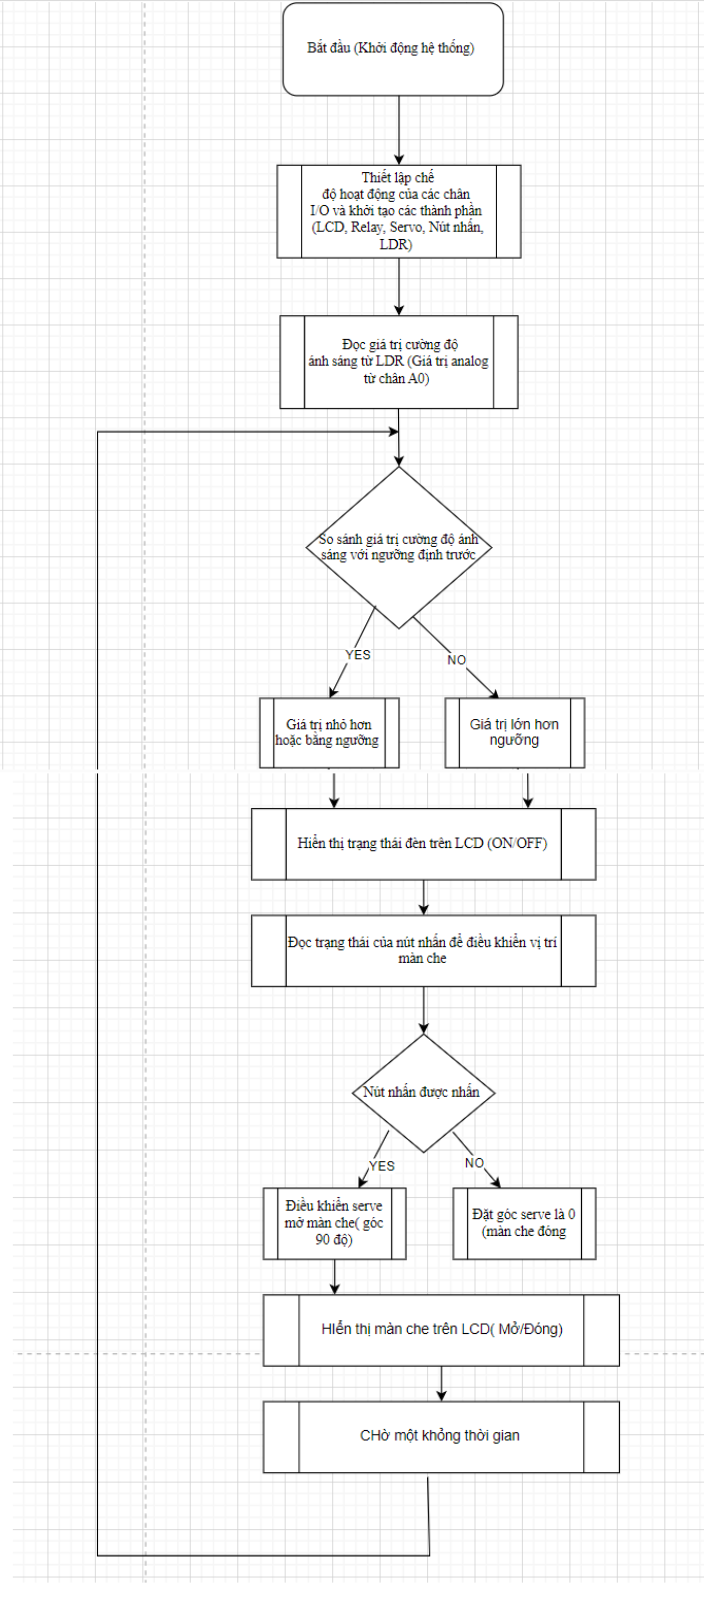 Bắt đầu (Khởi động hệ thống)
Thiết lập chế
độ hoạt động của các chân
I/O và khởi tạo các thành phần
(LCD, Relay, Servo, Nút nhấn,
LDR)
Đọc giá trị cường độ
ánh sáng từ LDR (Giá trị analog
từ chân A0)
So sánh giá trị cường độ ánh
sáng với ngưỡng định trước
YES
NO
Giá trị nhỏ hơn
hoặc bằng ngưỡng
Giá trị lớn hơn
ngưỡng
Hiển thị trạng thái đèn trên LCD (ON/OFF)
Đọc trạng thái của nút nhấn để điều khiển vị trí
màn che
Nút nhấn được nhấn
YES
NO
Điều khiển serve
mở màn che( góc
90 độ)
Đặt góc serve là 0
(màn che đóng
HIển thị màn che trên LCD( Mở/Đóng)
CHờ một khỏng thời gian